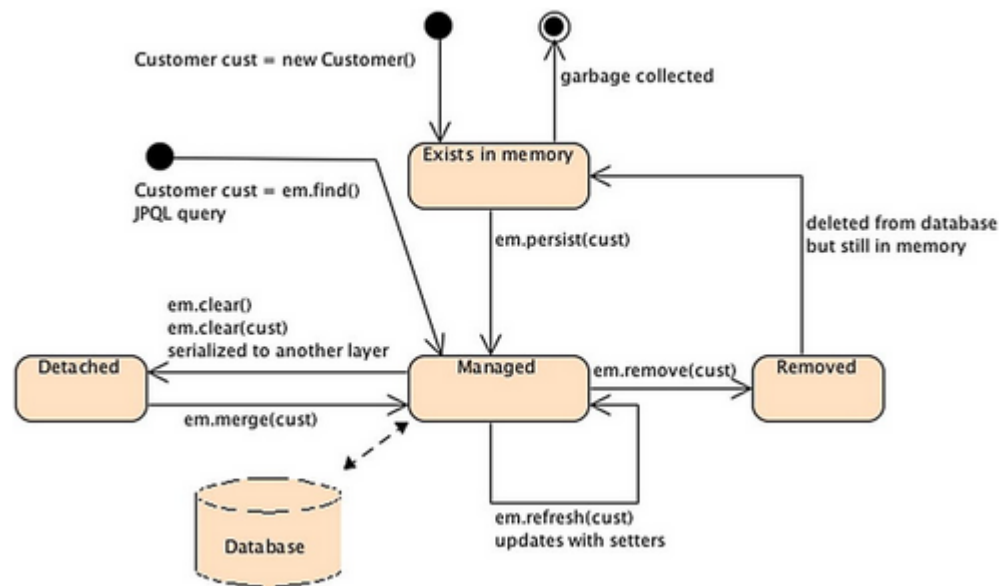 Customer cust = new Customer()
garbage collected
Exists in memory
Customer cust = em.find()
JPQL query
em.persist(cust)
deleted from database
but still in memory
em.clear()
em.clear(cust)
serialized to another layer
Detached
Managed
em.remove(cust)
Removed
em.merge(cust)
em.refresh(cust)
updates with setters
Database